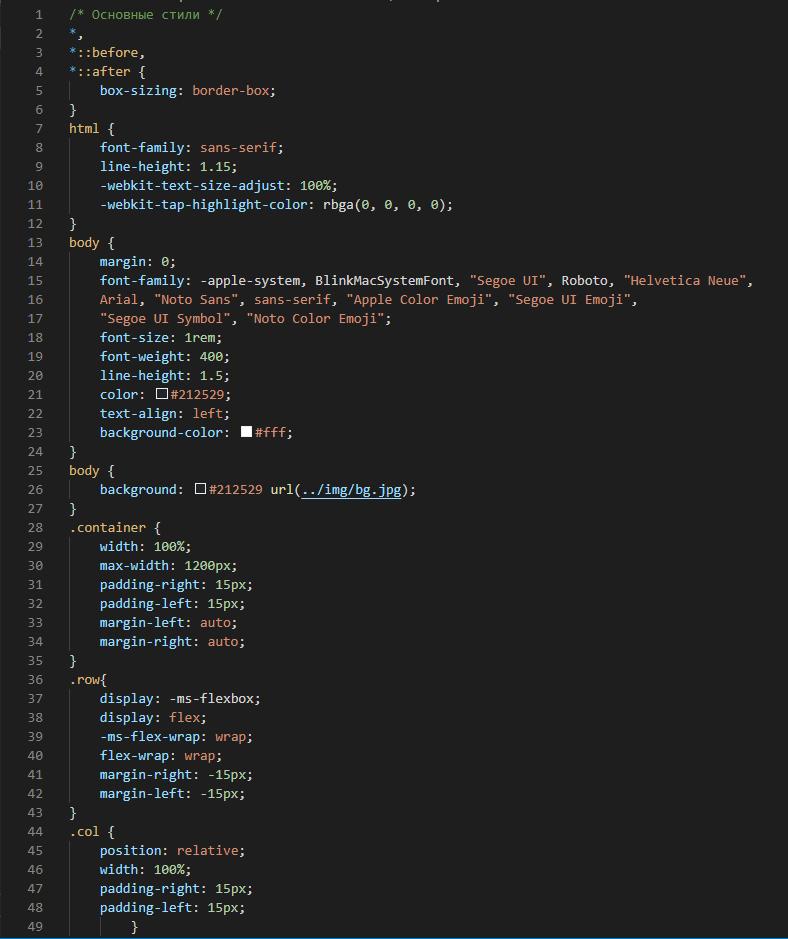 1 /* Основные стили */
2 *,
3 *::before,
4 *::after {
5 box-sizing: border-box;
6 }
7 html {
8 font-family: sans-serif;
9 line-height: 1.15;
10 -webkit-text-size-adjust: 100%;
11 -webkit-tap-highlight-color: rbga(0, 0, 0, 0);
12 }
13 body {
14 margin: 0;
15 font-family: -apple-system, BlinkMacSystemFont, "Segoe UI", Roboto, "Helvetica Neue",
16 Arial, "Noto Sans", sans-serif, "Apple Color Emoji", "Segoe UI Emoji",
17 "Segoe UI Symbol", "Noto Color Emoji";
18 font-size: 1rem;
19 font-weight: 400;
20 line-height: 1.5;
21 color: #212529;
22 text-align: left;
23 background-color: #fff;
24 }
25 body {
26 background: #212529 url(../img/bg.jpg);
27 }
28 .container {
29 width: 100%;
30 max-width: 1200px;
31 padding-right: 15px;
32 padding-left: 15px;
33 margin-left: auto;
34 margin-right: auto;
35 }
36 .row{
37 display: -ms-flexbox;
38 display: flex;
39 -ms-flex-wrap: wrap;
40 flex-wrap: wrap;
41 margin-right: -15px;
42 margin-left: -15px;
43 }
44 .col {
45 position: relative;
46 width: 100%;
47 padding-right: 15px;
48 padding-left: 15px;
49 }